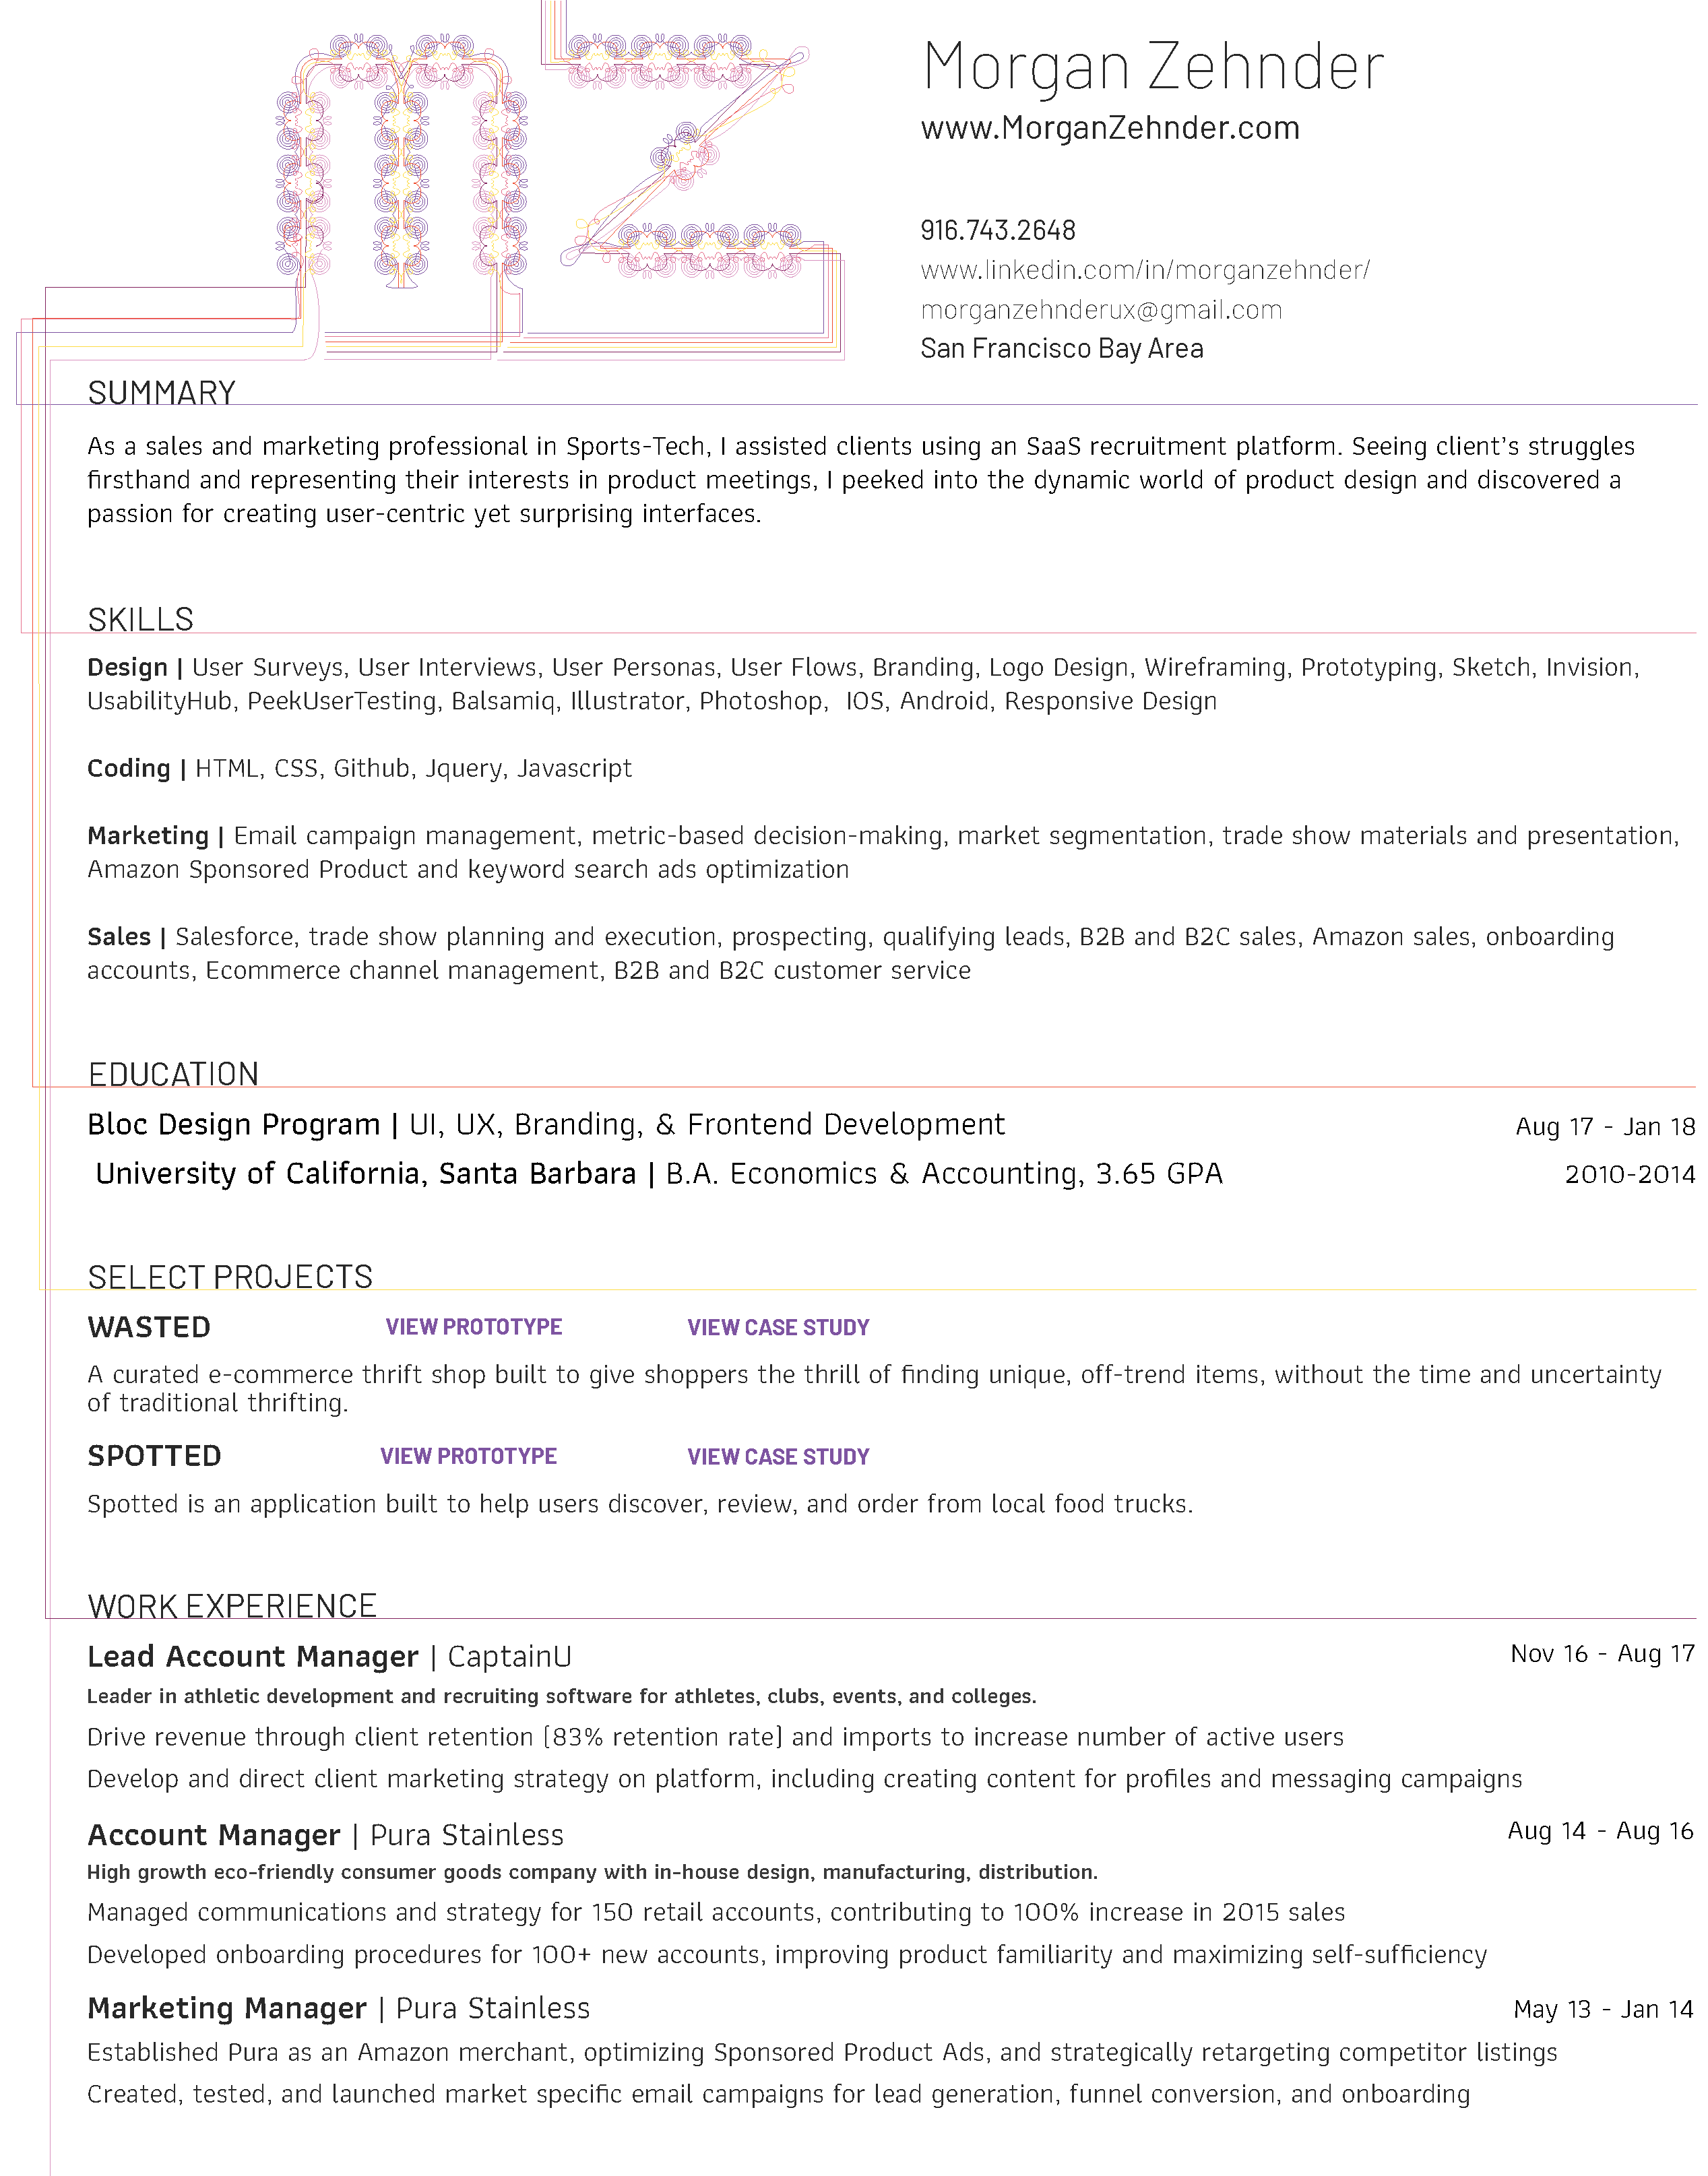 mz
Morgan Zehnder
www.MorganZehnder.com
916.743.2648
www.linkedin.com/in/morganzehnder/
morganzehnderux@gmail.com
San Francisco Bay Area
SUMMARY
As a sales and marketing professional in Sports-Tech, I assisted clients using an SaaS recruitment platform. Seeing client’s struggles
firsthand and representing their interests in product meetings, I peeked into the dynamic world of product design and discovered a
passion for creating user-centric yet surprising interfaces.
SKILLS
Design | User Surveys, User Interviews, User Personas, User Flows, Branding, Logo Design, Wireframing, Prototyping, Sketch, Invision,
UsabilityHub, PeekUserTesting, Balsamiq, Illustrator, Photoshop, IOS, Android, Responsive Design
Coding | HTML, CSS, Github, Jquery, Javascript
Marketing | Email campaign management, metric-based decision-making, market segmentation, trade show materials and presentation,
Amazon Sponsored Product and keyword search ads optimization
Sales | Salesforce, trade show planning and execution, prospecting, qualifying leads, B2B and B2C sales, Amazon sales, onboarding
accounts, Ecommerce channel management, B2B and B2C customer service
EDUCATION
Bloc Design Program | UI, UX, Branding, & Frontend Development Aug 17 - Jan 18
University of California, Santa Barbara | B.A. Economics & Accounting, 3.65 GPA 2010-2014
SELECT PROJECTS
WASTED VIEW PROTOTYPE VIEW CASE STUDY
A curated e-commerce thrift shop built to give shoppers the thrill of finding unique, off-trend items, without the time and uncertainty
of traditional thrifting.
SPOTTED VIEW PROTOTYPE VIEW CASE STUDY
Spotted is an application built to help users discover, review, and order from local food trucks.
WORK EXPERIENCE
Lead Account Manager | CaptainU Nov 16 - Aug 17
Leader in athletic development and recruiting software for athletes, clubs, events, and colleges.
Drive revenue through client retention (83% retention rate) and imports to increase number of active users
Develop and direct client marketing strategy on platform, including creating content for profiles and messaging campaigns
Account Manager | Pura Stainless Aug 14 - Aug 16
High growth eco-friendly consumer goods company with in-house design, manufacturing, distribution.
Managed communications and strategy for 150 retail accounts, contributing to 100% increase in 2015 sales
Developed onboarding procedures for 100+ new accounts, improving product familiarity and maximizing self-sufficiency
Marketing Manager | Pura Stainless May 13 - Jan 14
Established Pura as an Amazon merchant, optimizing Sponsored Product Ads, and strategically retargeting competitor listings
Created, tested, and launched market specific email campaigns for lead generation, funnel conversion, and onboarding